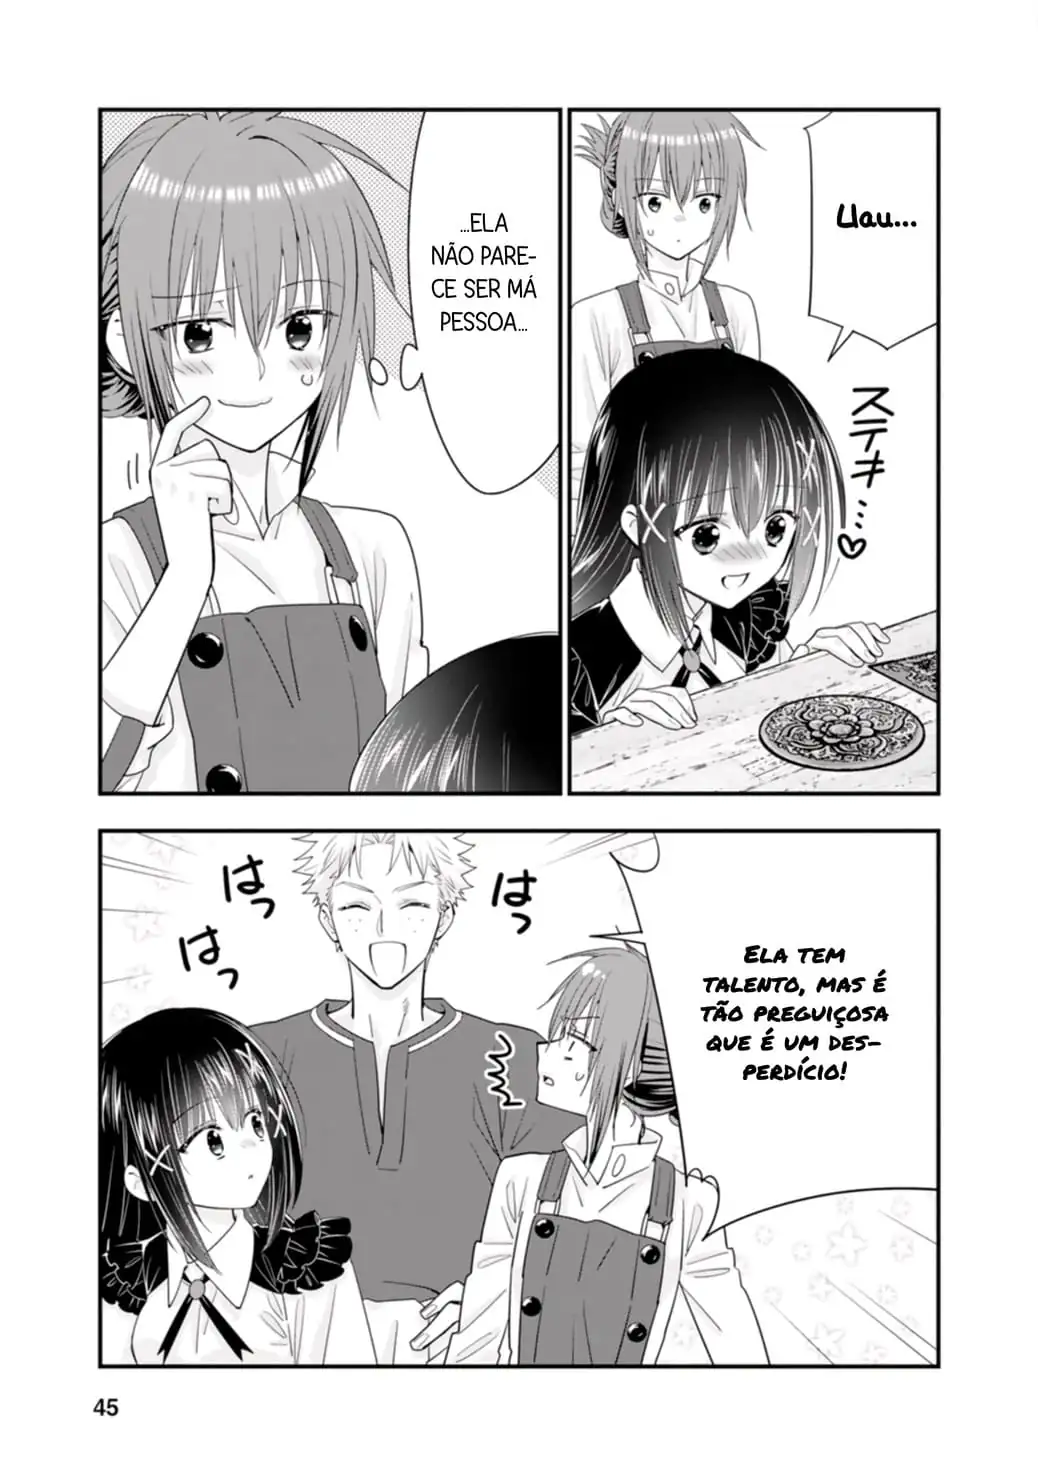 Uau...
ステキ…♡
...ELA
NÃO PARE-
CE SER MÁ
PESSOA...
はっ
はっ
はっ
ELA TEM
TALENTO, MAS É
TÃO PREGUIÇOSA
QUE É UM DES-
PERDÍCIO!
45